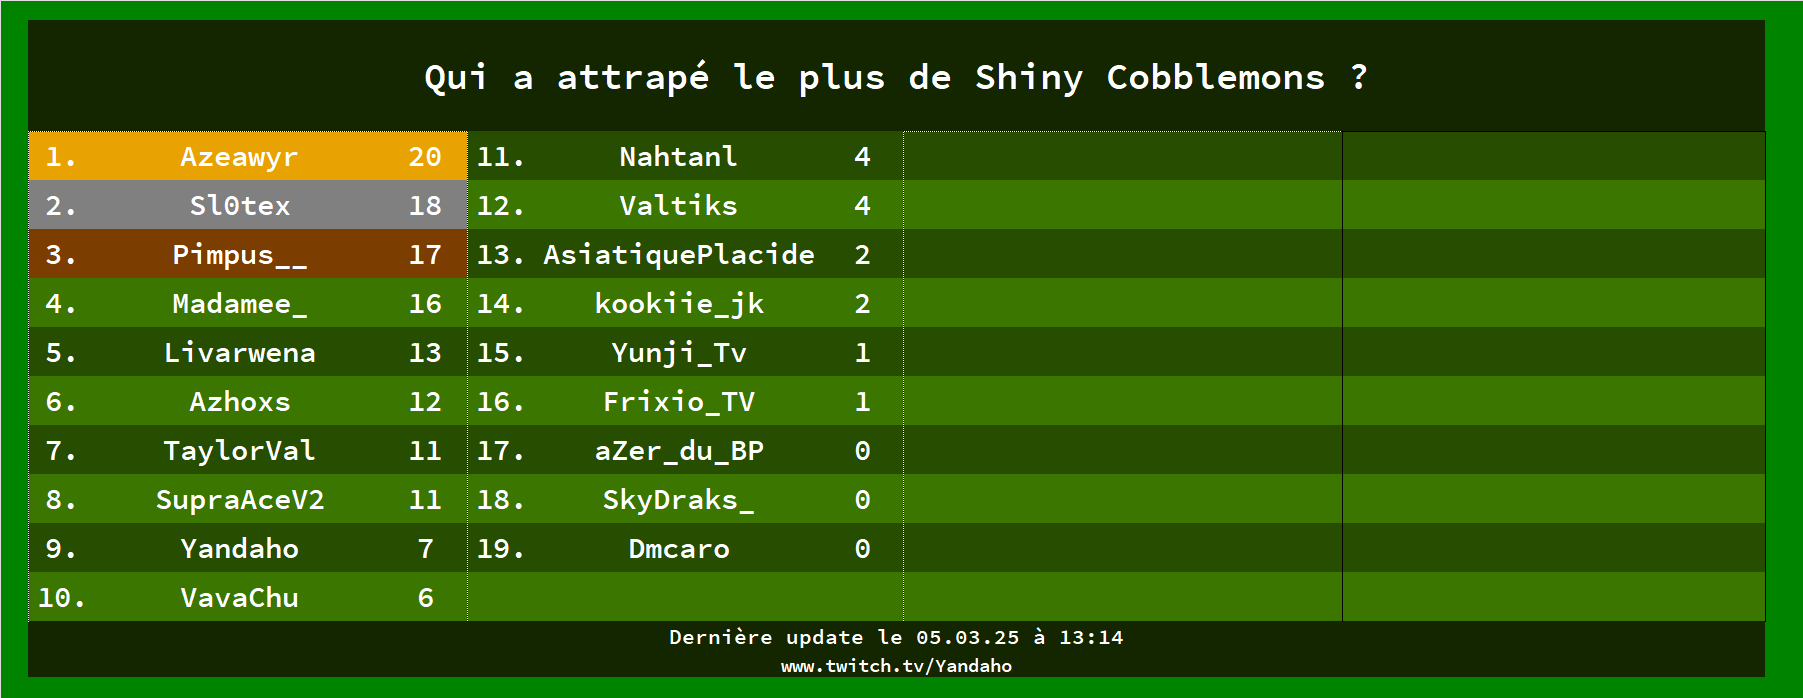 Qui a attrapé le plus de Shiny Cobblemons ?
1. Azeawyr 20
2. Sl0tex 18
3. Pimpus__ 17
4. Madamee_ 16
5. Livarwena 13
6. Azhoxs 12
7. TaylorVal 11
8. SupraAceV2 11
9. Yandaho 7
10. VavaChu 6
11. Nahtanl 4
12. Valtiks 4
13. AsiatiquePlacide 2
14. kookiie_jk 2
15. Yunji_Tv 1
16. Frixio_TV 1
17. aZer_du_BP 0
18. SkyDraks_ 0
19. Dmcaro 0
Dernière update le 05.03.25 à 13:14
www.twitch.tv/Yandaho